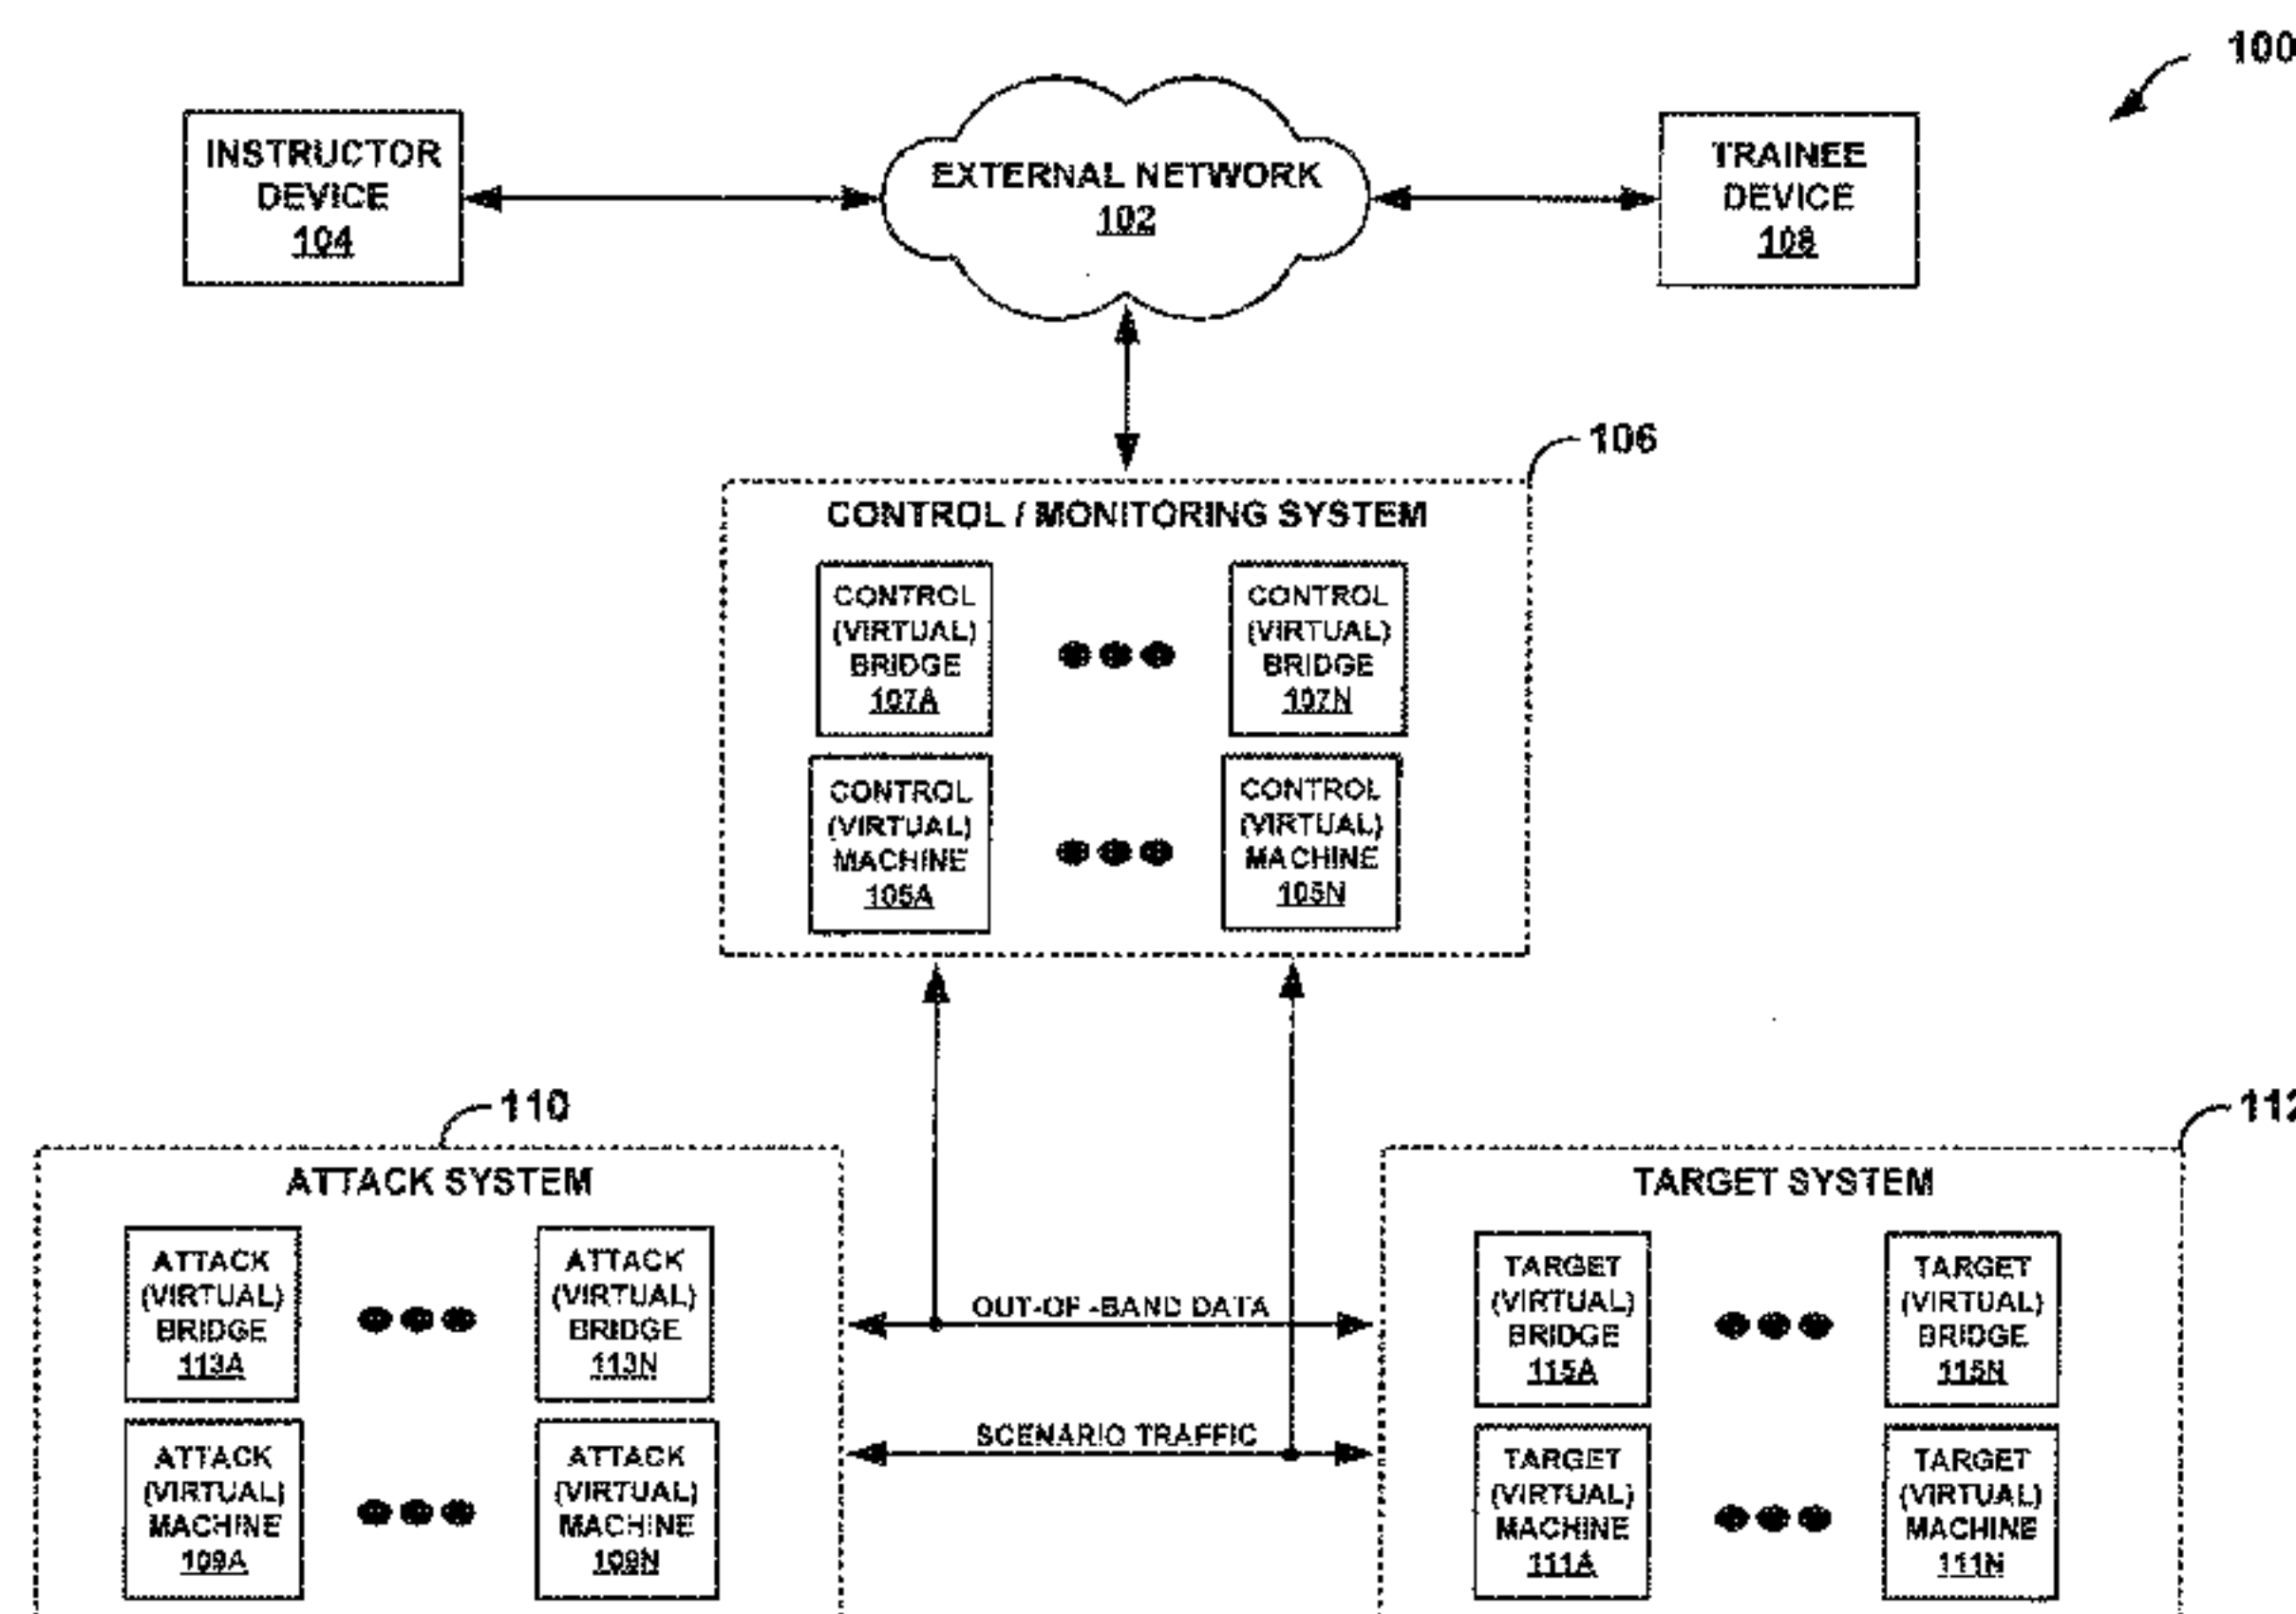 100
INSTRUCTOR
DEVICE
104
EXTERNAL NETWORK
102
TRAINEE
DEVICE
108
106
CONTROL / MONITORING SYSTEM
CONTROL
(VIRTUAL)
BRIDGE
107A
CONTROL
(VIRTUAL)
BRIDGE
107N
CONTROL
(VIRTUAL)
MACHINE
105A
CONTROL
(VIRTUAL)
MACHINE
105N
110
ATTACK SYSTEM
ATTACK
(VIRTUAL)
BRIDGE
113A
ATTACK
(VIRTUAL)
BRIDGE
113N
ATTACK
(VIRTUAL)
MACHINE
109A
ATTACK
(VIRTUAL)
MACHINE
109N
OUT-OF -BAND DATA
SCENARIO TRAFFIC
112
TARGET SYSTEM
TARGET
(VIRTUAL)
BRIDGE
115A
TARGET
(VIRTUAL)
BRIDGE
115N
TARGET
(VIRTUAL)
MACHINE
111A
TARGET
(VIRTUAL)
MACHINE
111N